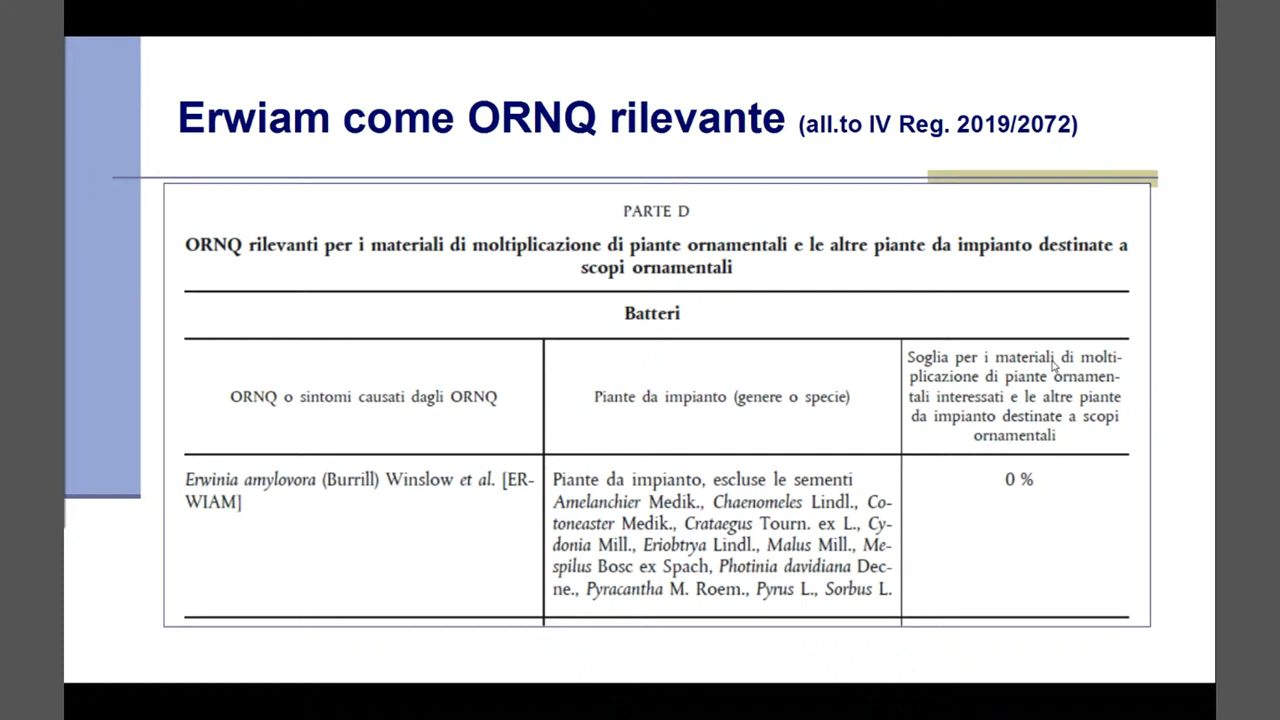 Erwiam come ORNQ rilevante (all.to IV Reg. 2019/2072)
PARTE D
ORNQ rilevanti per i materiali di moltiplicazione di piante ornamentali e le altre piante da impianto destinate a
scopi ornamentali
Batteri
ORNQ o sintomi causati dagli ORNQ
Piante da impianto (genere o specie)
Soglia per i materiali di molti-
plicazione di piante ornamen-
tali interessati e le altre piante
da impianto destinate a scopi
ornamentali
Erwinia amylovora (Burrill) Winslow et al. [ER-
WIAM]
Piante da impianto, escluse le sementi
Amelanchier Medik., Chaenomeles Lindl., Co-
toneaster Medik., Crataegus Tourn. ex L., Cy-
donia Mill., Eriobtrya Lindl., Malus Mill., Me-
spilus Bosc ex Spach, Photinia davidiana Dec-
ne., Pyracantha M. Roem., Pyrus L., Sorbus L.
0 %